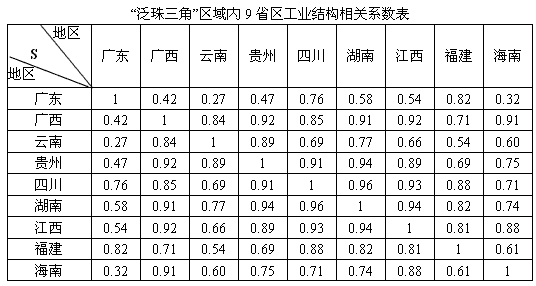 “泛珠三角”区域内9省区工业结构相关系数表
地区
S
地区
广东 广西 云南 贵州 四川 湖南 江西 福建 海南
广东 1 0.42 0.27 0.47 0.76 0.58 0.54 0.82 0.32
广西 0.42 1 0.84 0.92 0.85 0.91 0.92 0.71 0.91
云南 0.27 0.84 1 0.89 0.69 0.77 0.66 0.54 0.60
贵州 0.47 0.92 0.89 1 0.91 0.94 0.89 0.69 0.75
四川 0.76 0.85 0.69 0.91 1 0.96 0.93 0.88 0.71
湖南 0.58 0.91 0.77 0.94 0.96 1 0.94 0.82 0.74
江西 0.54 0.92 0.66 0.89 0.93 0.94 1 0.81 0.88
福建 0.82 0.71 0.54 0.69 0.88 0.82 0.81 1 0.61
海南 0.32 0.91 0.60 0.75 0.71 0.74 0.88 0.61 1